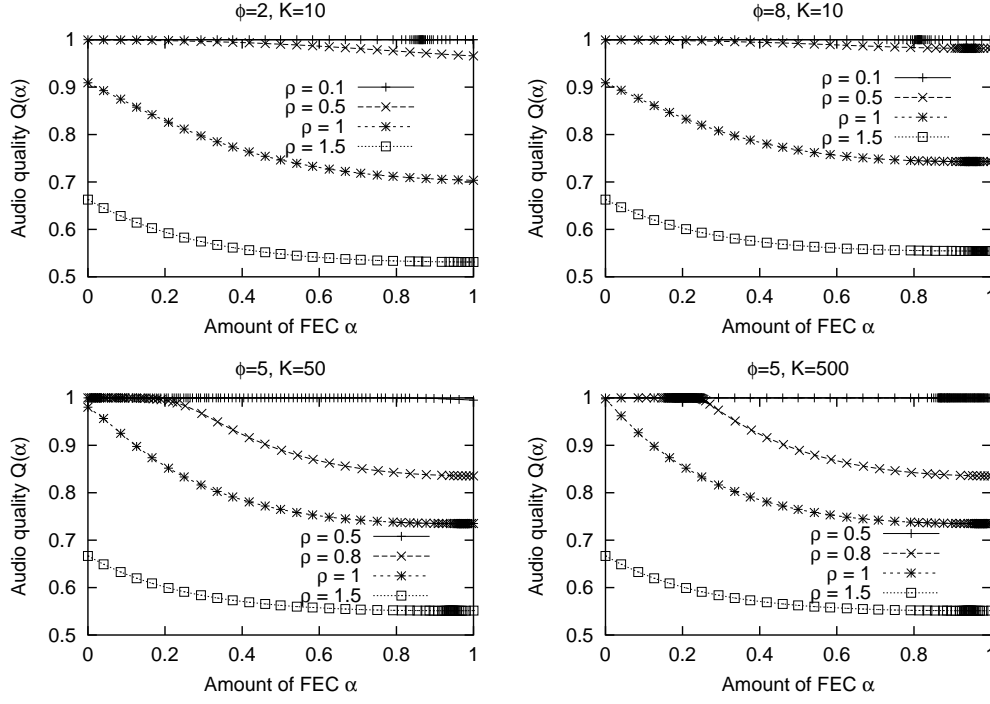 ϕ=2, K=10
1
0.9
0.8
0.7
0.6
0.5
0 0.2 0.4 0.6 0.8 1
Audio quality Q(α)
Amount of FEC α
ρ = 0.1
ρ = 0.5
ρ = 1
ρ = 1.5
ϕ=8, K=10
1
0.9
0.8
0.7
0.6
0.5
0 0.2 0.4 0.6 0.8 1
Audio quality Q(α)
Amount of FEC α
ρ = 0.1
ρ = 0.5
ρ = 1
ρ = 1.5
ϕ=5, K=50
1
0.9
0.8
0.7
0.6
0.5
0 0.2 0.4 0.6 0.8 1
Audio quality Q(α)
Amount of FEC α
ρ = 0.5
ρ = 0.8
ρ = 1
ρ = 1.5
ϕ=5, K=500
1
0.9
0.8
0.7
0.6
0.5
0 0.2 0.4 0.6 0.8 1
Audio quality Q(α)
Amount of FEC α
ρ = 0.5
ρ = 0.8
ρ = 1
ρ = 1.5